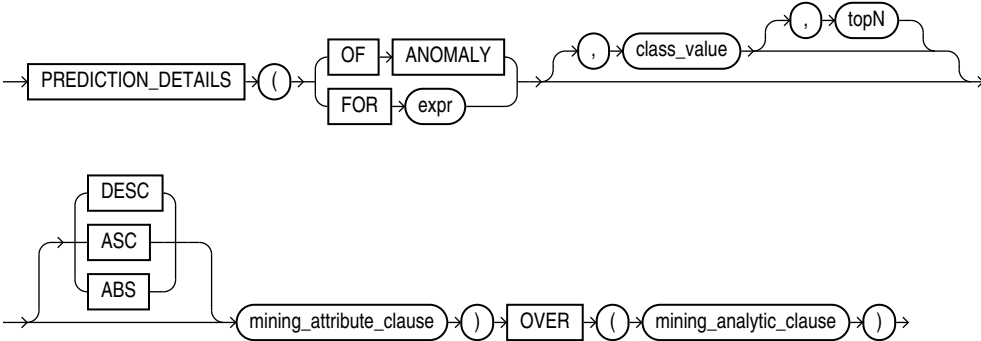 , topN
OF ANOMALY , class_value
PREDICTION_DETAILS (
FOR expr
DESC
ASC
ABS
mining_attribute_clause ) OVER ( mining_analytic_clause )